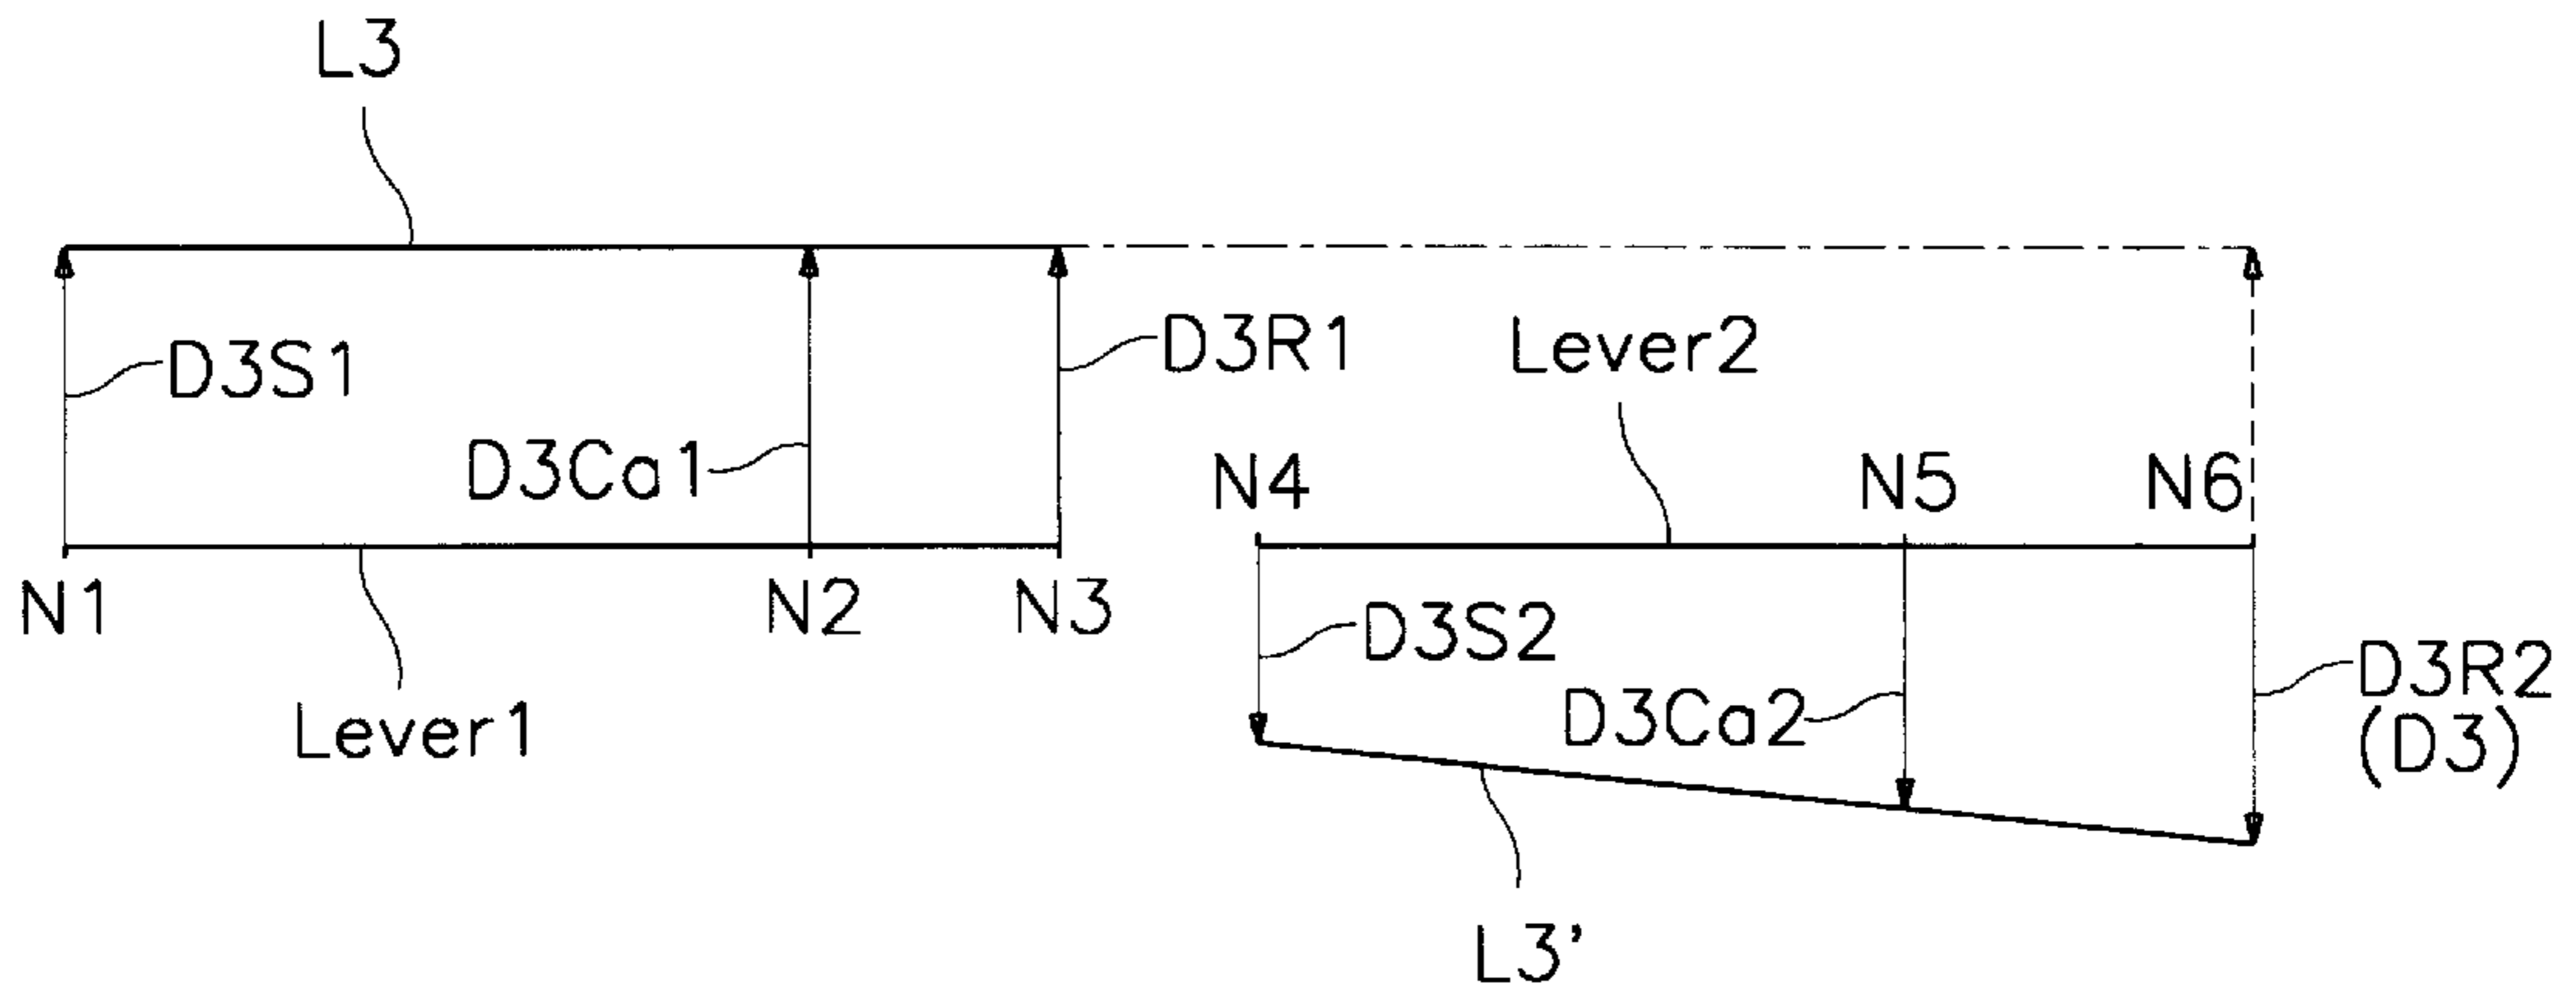 L3
D3S1
D3R1
Lever2
D3Ca1
N4
N5
N6
N1
N2
N3
D3S2
D3R2
(D3)
D3Ca2
Lever1
L3'